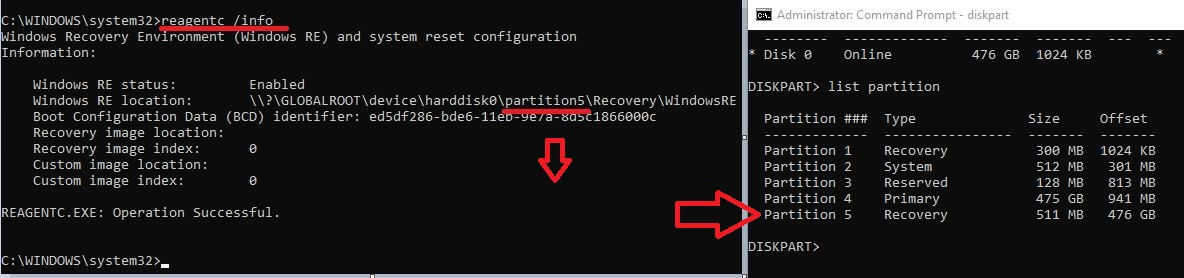 C:\WINDOWS\system32>reagentc /info
Windows Recovery Environment (Windows RE) and system reset configuration
Information:
Windows RE status: Enabled
Windows RE location: \\?\GLOBALROOT\device\harddisk0\partition5\Recovery\WindowsRE
Boot Configuration Data (BCD) identifier: ed5df286-bde6-11eb-9e7a-8d5c1866000c
Recovery image location:
Recovery image index: 0
Custom image location:
Custom image index: 0
REAGENTC.EXE: Operation Successful.
C:\WINDOWS\system32>_
Administrator: Command Prompt - diskpart
-------- ------------- ------- ------- --- ---
* Disk 0 Online 476 GB 1024 KB *
DISKPART> list partition
Partition ### Type Size Offset
------------- ---------------- ------- -------
Partition 1 Recovery 300 MB 1024 KB
Partition 2 System 512 MB 301 MB
Partition 3 Reserved 128 MB 813 MB
Partition 4 Primary 475 GB 941 MB
Partition 5 Recovery 511 MB 476 GB
DISKPART>